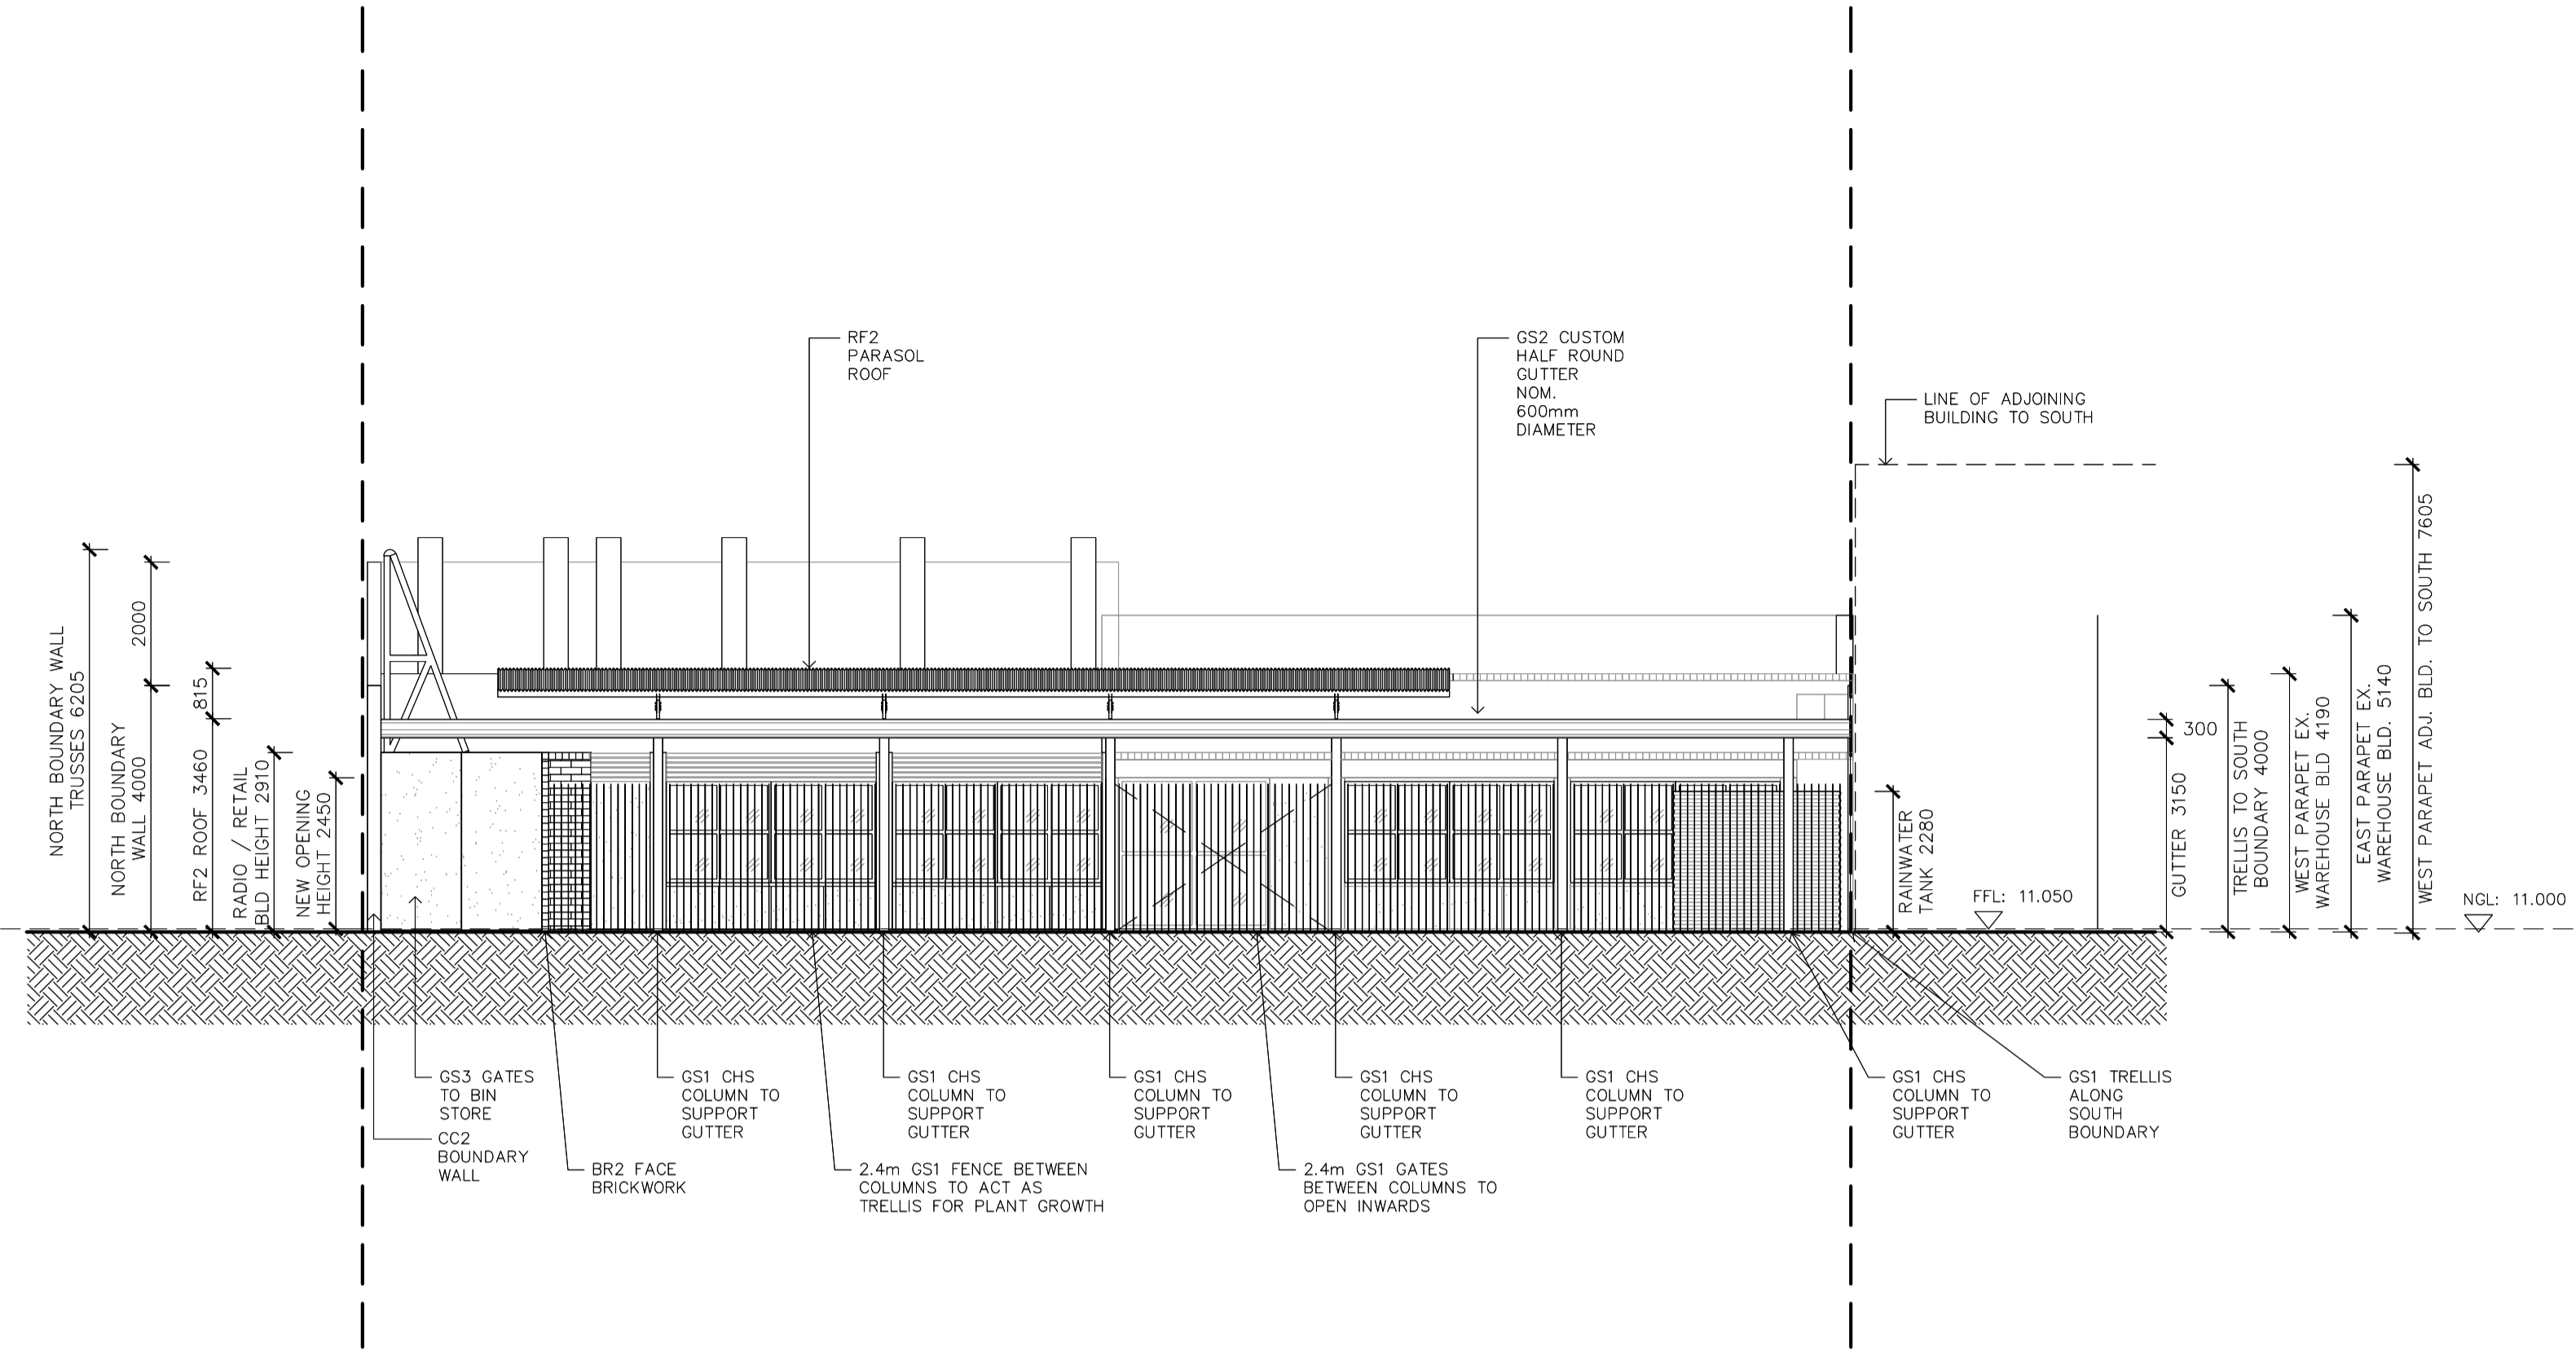 RF2
PARASOL
ROOF
GS2 CUSTOM
HALF ROUND
GUTTER
NOM.
600mm
DIAMETER
LINE OF ADJOINING
BUILDING TO SOUTH
NORTH BOUNDARY WALL
TRUSSES 6205
2000
NORTH BOUNDARY
WALL 4000
815
RF2 ROOF 3460
RADIO / RETAIL
BLD HEIGHT 2910
NEW OPENING
HEIGHT 2450
RAINWATER
TANK 2280
FFL: 11.050
300
GUTTER 3150
TRELLIS TO SOUTH
BOUNDARY 4000
WEST PARAPET EX.
WAREHOUSE BLD 4190
EAST PARAPET EX.
WAREHOUSE BLD. 5140
WEST PARAPET ADJ. BLD. TO SOUTH 7605
NGL: 11.000
GS3 GATES
TO BIN
STORE
CC2
BOUNDARY
WALL
BR2 FACE
BRICKWORK
GS1 CHS
COLUMN TO
SUPPORT
GUTTER
2.4m GS1 FENCE BETWEEN
COLUMNS TO ACT AS
TRELLIS FOR PLANT GROWTH
GS1 CHS
COLUMN TO
SUPPORT
GUTTER
GS1 CHS
COLUMN TO
SUPPORT
GUTTER
2.4m GS1 GATES
BETWEEN COLUMNS TO
OPEN INWARDS
GS1 CHS
COLUMN TO
SUPPORT
GUTTER
GS1 CHS
COLUMN TO
SUPPORT
GUTTER
GS1 CHS
COLUMN TO
SUPPORT
GUTTER
GS1 TRELLIS
ALONG
SOUTH
BOUNDARY